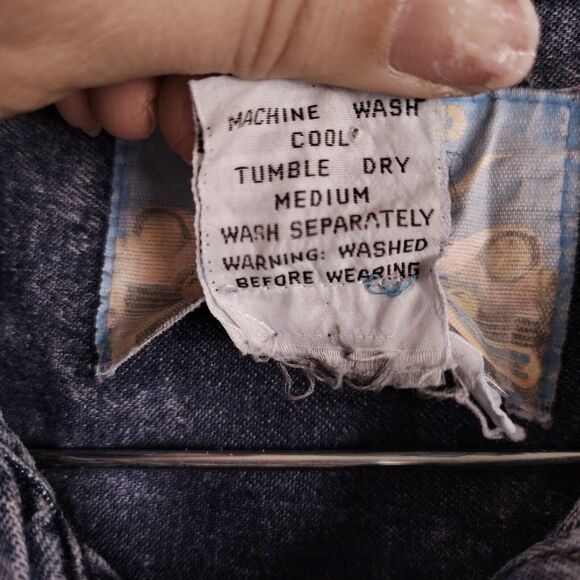 MACHINE WASH
COOL
TUMBLE DRY
MEDIUM
WASH SEPARATELY
WARNING: WASHED
BEFORE WEARING